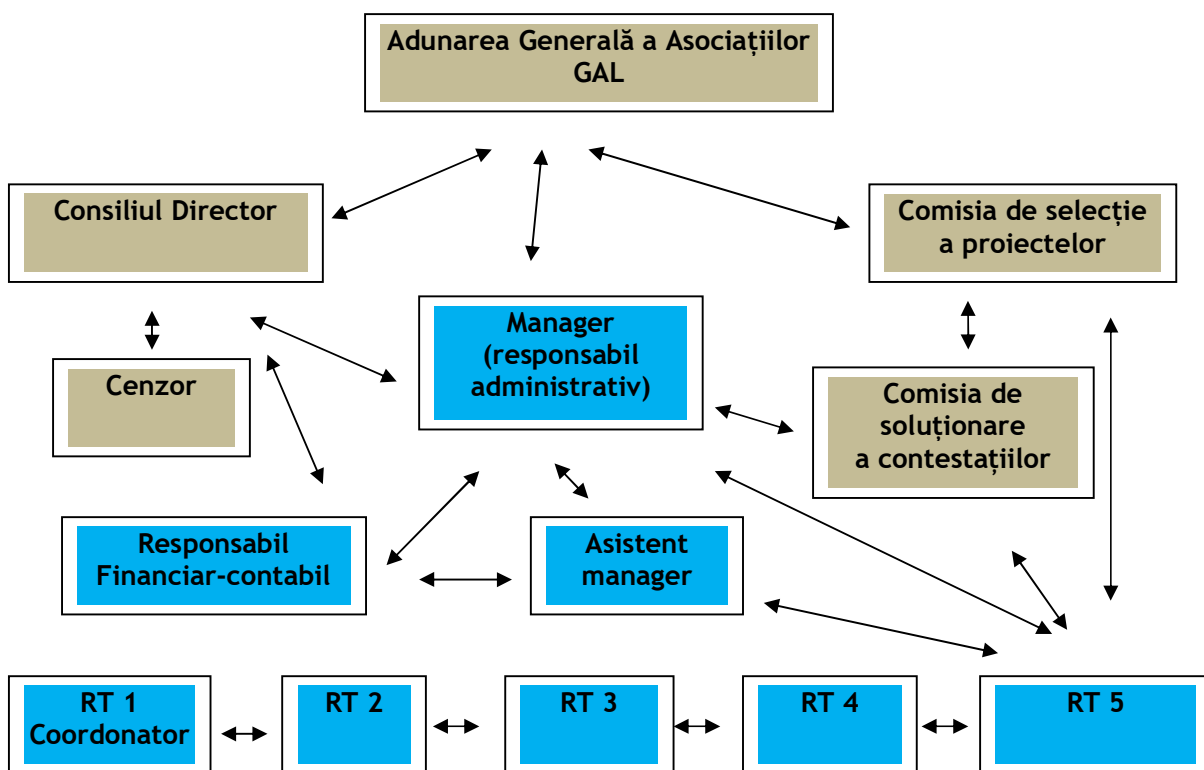 Adunarea Generală a Asociațiilor
GAL
Consiliul Director
Comisia de selecție
a proiectelor
Manager
(responsabil
administrativ)
Cenzor
Comisia de
soluționare
a contestațiilor
Responsabil
Financiar-contabil
Asistent
manager
RT 1
Coordonator
RT 2
RT 3
RT 4
RT 5